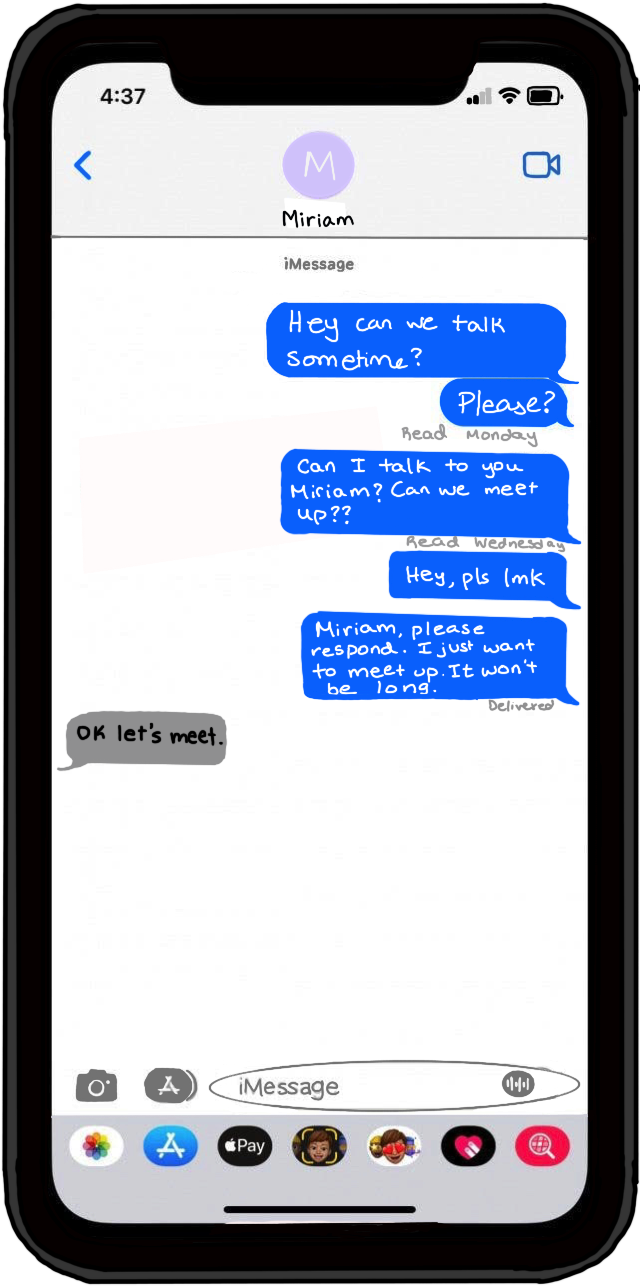 4:37
M
Miriam
iMessage
Hey can we talk
sometime?
Please?
Read Monday
Can I talk to you
Miriam? Can we meet
up??
Read Wednesday
Hey, pls lmk
Miriam, please
respond. I just want
to meet up. It won't
be long.
Delivered
OK let's meet.
iMessage
Pay